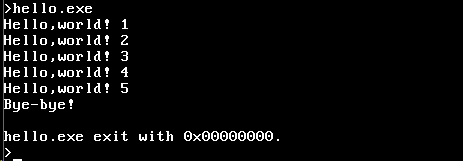 >hello.exe
Hello,world! 1
Hello,world! 2
Hello,world! 3
Hello,world! 4
Hello,world! 5
Bye-bye!
hello.exe exit with 0x00000000.
>_